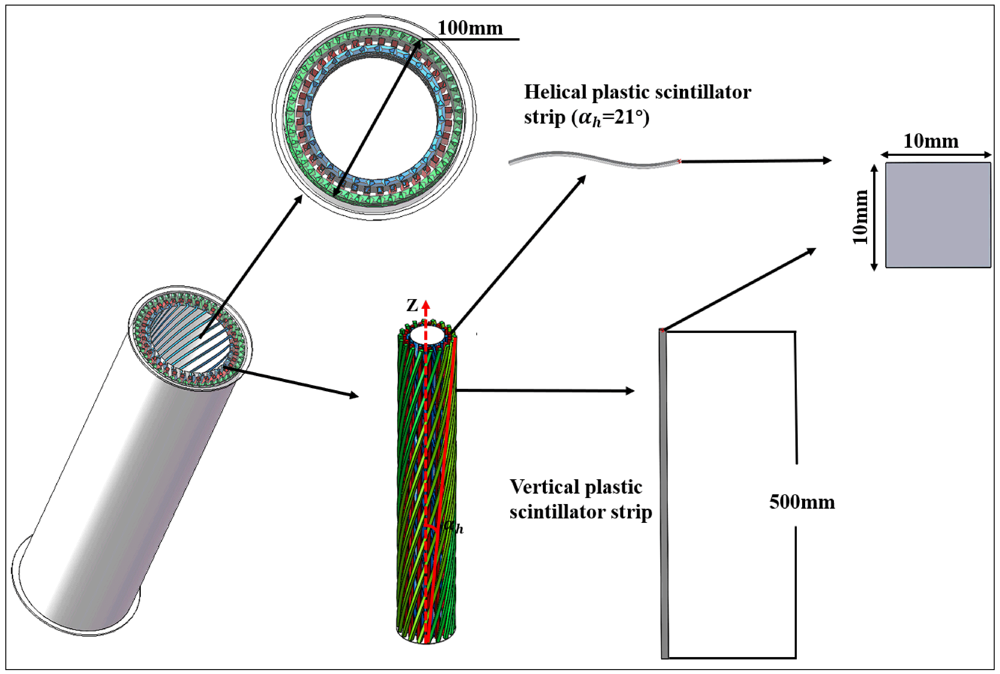 100mm
Helical plastic scintillator
strip (αₕ=21°)
10mm
10mm
Z
Vertical plastic
scintillator strip
αₕ
500mm